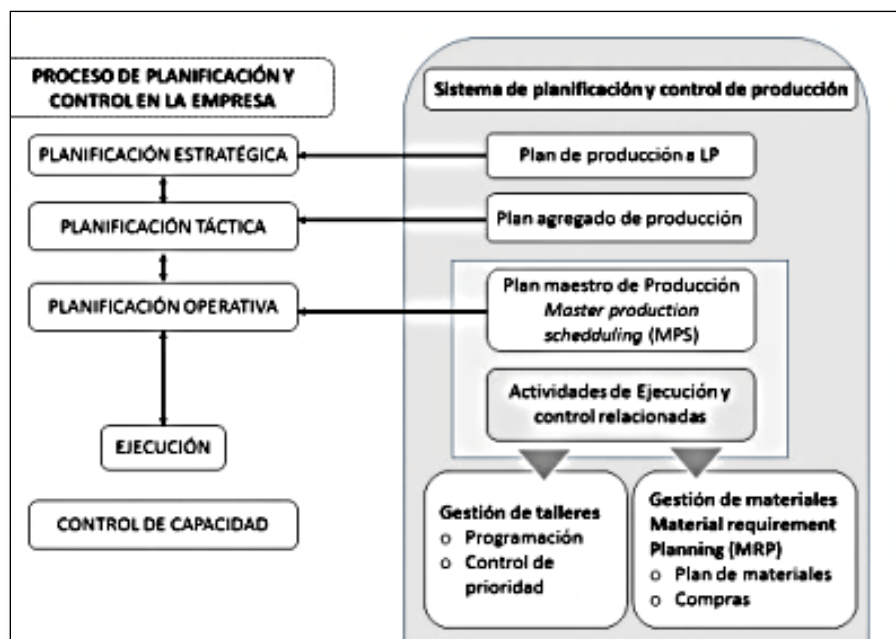 PROCESO DE PLANIFICACIÓN Y
CONTROL EN LA EMPRESA
PLANIFICACIÓN ESTRATÉGICA
PLANIFICACIÓN TÁCTICA
PLANIFICACIÓN OPERATIVA
EJECUCIÓN
CONTROL DE CAPACIDAD
Sistema de planificación y control de producción
Plan de producción a LP
Plan agregado de producción
Plan maestro de Producción
Master production
schedduling (MPS)
Actividades de Ejecución y
control relacionadas
Gestión de talleres
o Programación
o Control de
prioridad
Gestión de materiales
Material requirement
Planning (MRP)
o Plan de materiales
o Compras